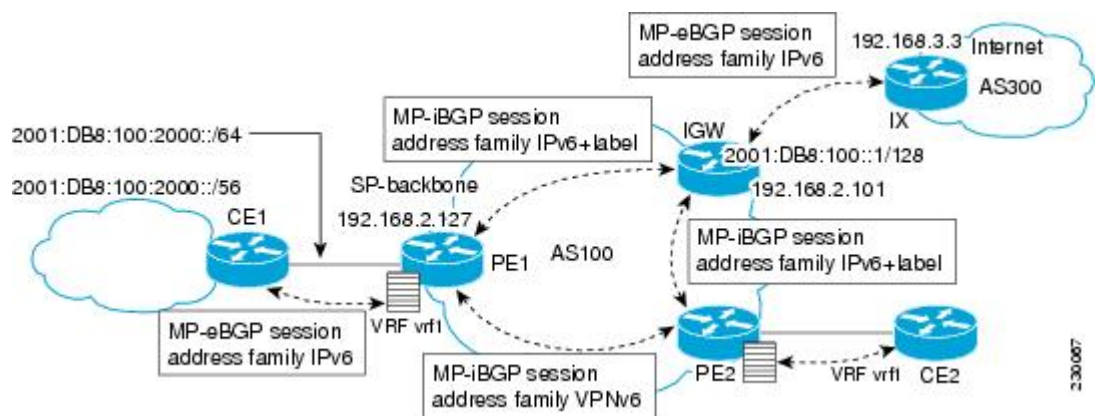 MP-eBGP session
address family IPv6
192.168.3.3
Internet
AS300
IX
MP-iBGP session
address family IPv6+label
IGW
2001:DB8:100::1/128
192.168.2.101
2001:DB8:100:2000::/64
2001:DB8:100:2000::/56
SP-backbone
192.168.2.127
CE1
PE1
AS100
MP-iBGP session
address family IPv6+label
VRF vrf1
MP-eBGP session
address family IPv6
MP-iBGP session
address family VPNv6
PE2
VRF vrf1
CE2
230067